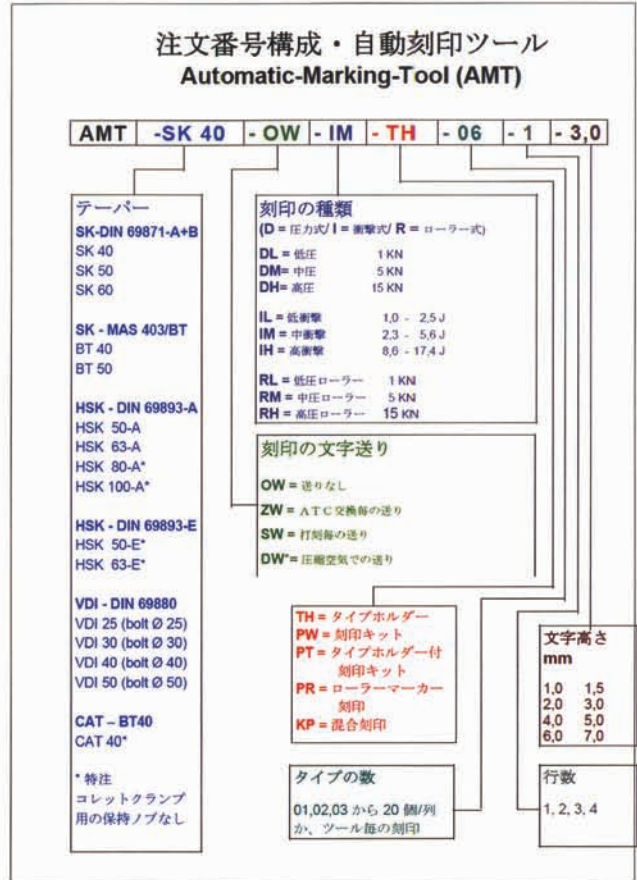 注文番号構成・自動刻印ツール
Automatic-Marking-Tool (AMT)
AMT -SK 40 - OW - IM - TH - 06 - 1 - 3,0
テーパー
SK-DIN 69871-A+B
SK 40
SK 50
SK 60
SK - MAS 403/BT
BT 40
BT 50
HSK - DIN 69893-A
HSK 50-A
HSK 63-A
HSK 80-A*
HSK 100-A*
HSK - DIN 69893-E
HSK 50-E*
HSK 63-E*
VDI - DIN 69880
VDI 25 (bolt Ø 25)
VDI 30 (bolt Ø 30)
VDI 40 (bolt Ø 40)
VDI 50 (bolt Ø 50)
CAT – BT40
CAT 40*
* 特注
コレットクランプ
用の保持ノブなし
刻印の種類
(D = 圧力式/ I = 衝撃式/ R = ローラー式)
DL = 低圧 1 KN
DM= 中圧 5 KN
DH= 高圧 15 KN
IL = 低衝撃 1,0 - 2,5 J
IM = 中衝撃 2,3 - 5,6 J
IH = 高衝撃 8,6 - 17,4 J
RL = 低圧ローラー 1 KN
RM = 中圧ローラー 5 KN
RH = 高圧ローラー 15 KN
刻印の文字送り
OW = 送りなし
ZW = ATC交換毎の送り
SW = 打刻毎の送り
DW*= 圧縮空気での送り
TH = タイプホルダー
PW = 刻印キット
PT = タイプホルダー付
刻印キット
PR = ローラーマーカー
刻印
KP = 混合刻印
タイプの数
01,02,03 から 20 個/列
か、ツール毎の刻印
文字高さ
mm
1,0 1,5
2,0 3,0
4,0 5,0
6,0 7,0
行数
1, 2, 3, 4